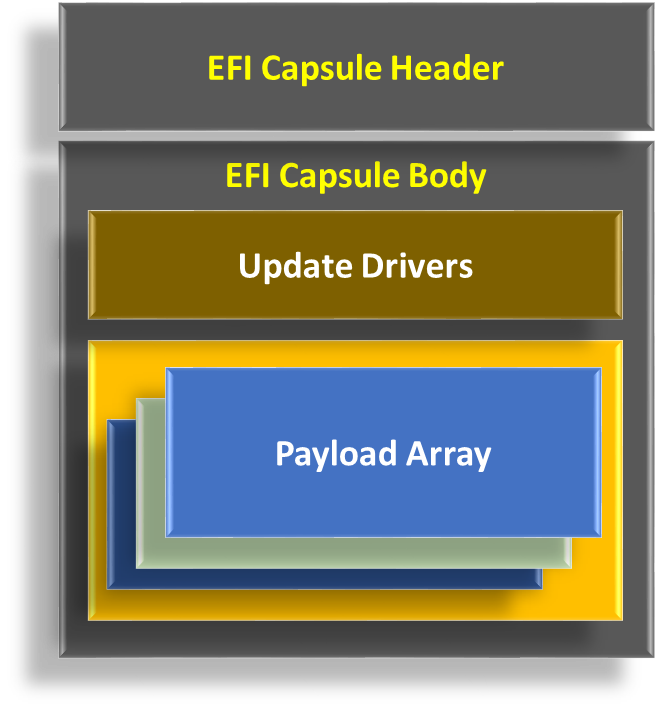 EFI Capsule Header
EFI Capsule Body
Update Drivers
Payload Array